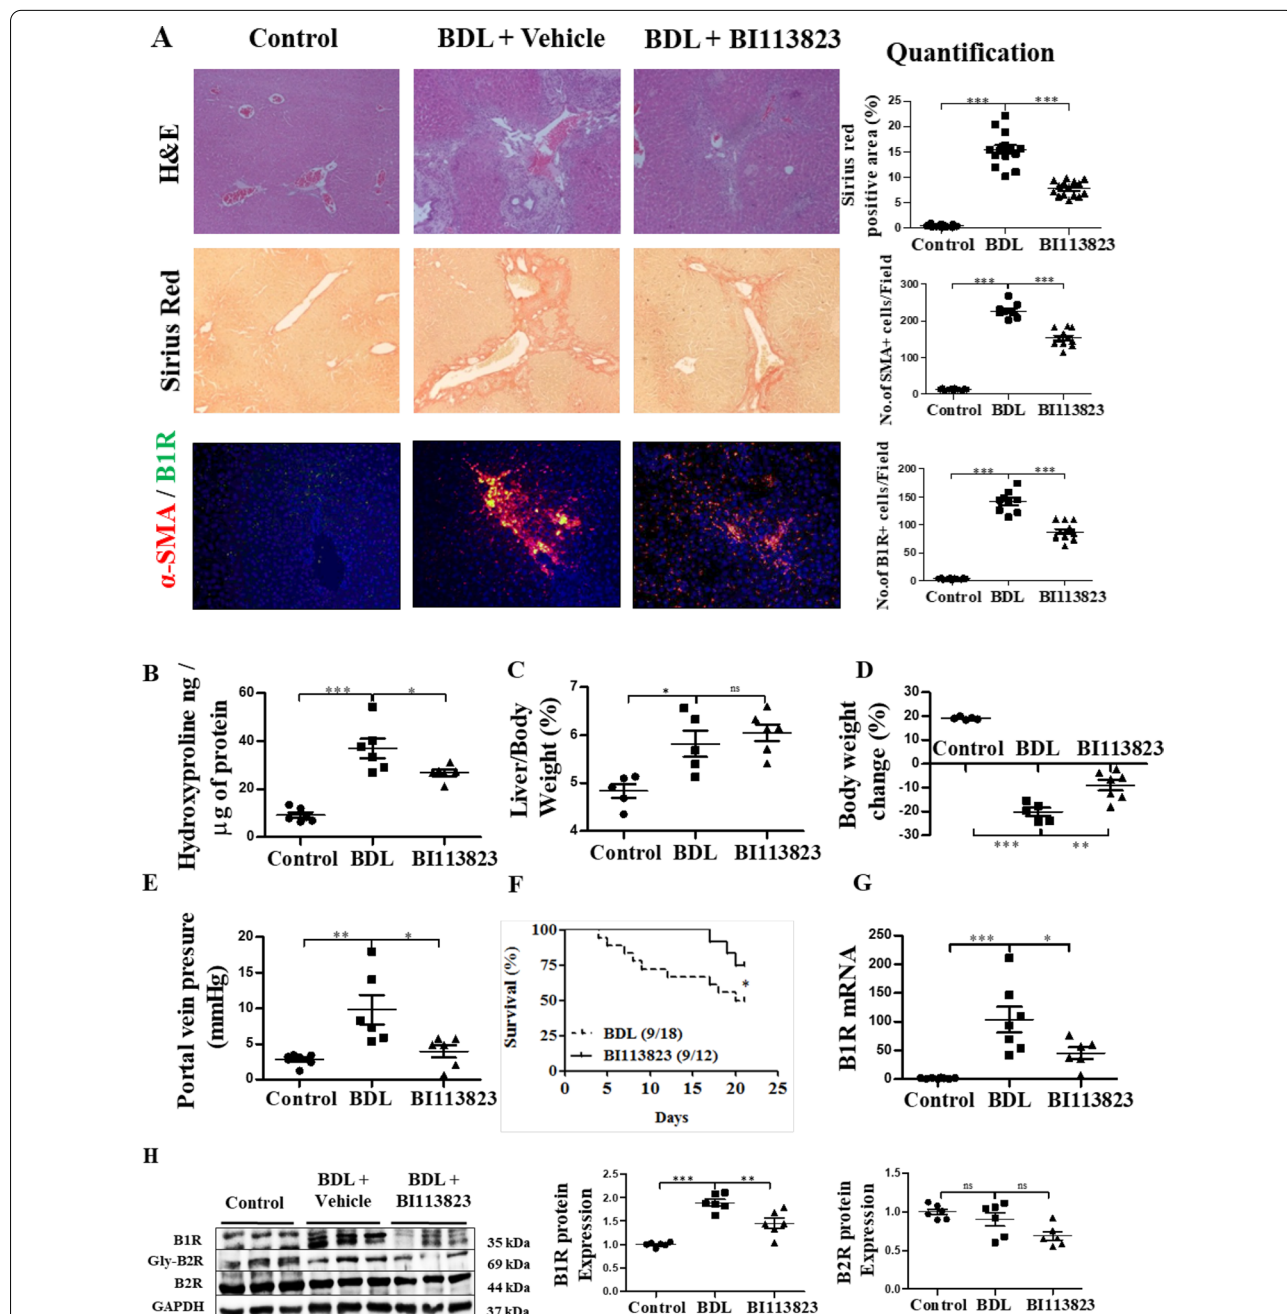 A Control BDL + Vehicle BDL + BI113823 Quantification
H&E
Sirius red
positive area (%)
25
20
15
10
5
0
*** ***
Control BDL BI113823
Sirius Red
No.of SMA+ cells/Field
300
200
100
0
*** ***
Control BDL BI113823
α-SMA / B1R
No.of B1R+ cells/Field
200
150
100
50
0
*** ***
Control BDL BI113823
B
Hydroxyproline ng /
μg of protein
60
40
20
0
*** *
Control BDL BI113823
C
Liver/Body
Weight (%)
7
6
5
4
* ns
Control BDL BI113823
D
Body weight
change (%)
30
20
10
0
-10
-20
-30
Control BDL BI113823
*** **
E
Portal vein presure
(mmHg)
20
15
10
5
0
** *
Control BDL BI113823
F
Survival (%)
100
75
50
25
0
*
BDL (9/18)
BI113823 (9/12)
0 5 10 15 20 25
Days
G
B1R mRNA
250
200
150
100
50
0
*** *
Control BDL BI113823
H
Control BDL + Vehicle BDL + BI113823
B1R 35 kDa
Gly-B2R 69 kDa
B2R 44 kDa
GAPDH 37 kDa
B1R protein
Expression
2.5
2.0
1.5
1.0
0.5
0.0
*** **
Control BDL BI113823
B2R protein
Expression
1.5
1.0
0.5
0.0
ns ns
Control BDL BI113823